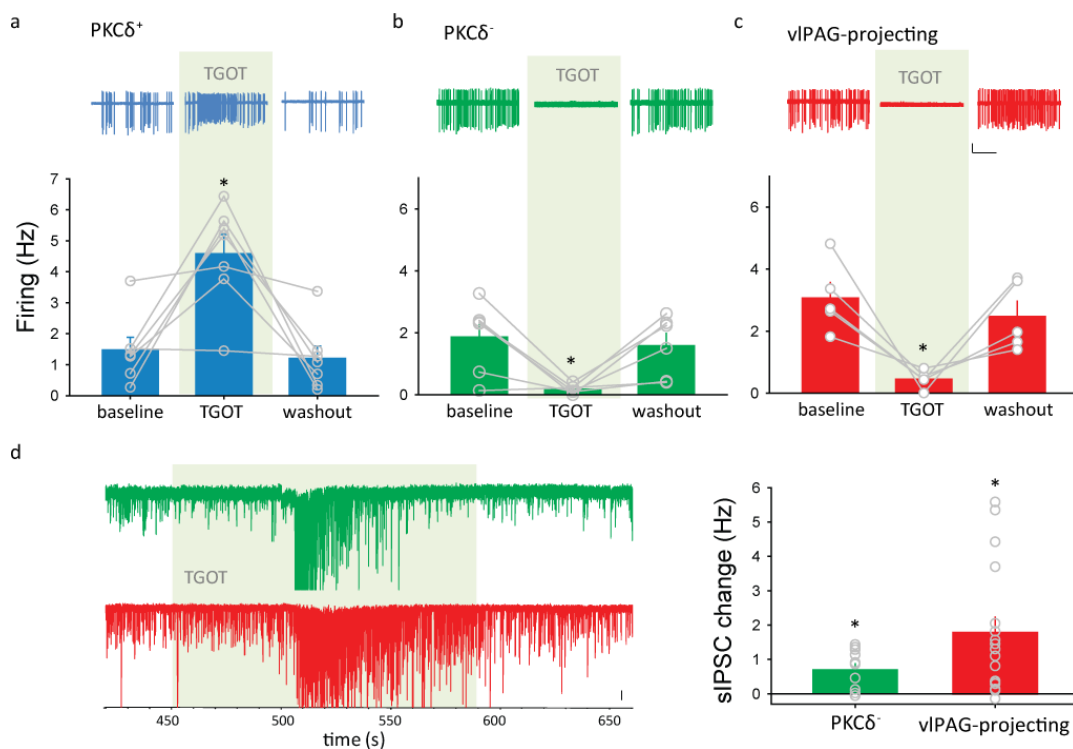 a
PKCδ+
TGOT
*
Firing (Hz)
7
6
5
4
3
2
1
0
baseline
TGOT
washout
b
PKCδ-
TGOT
*
6
4
2
0
baseline
TGOT
washout
c
vlPAG-projecting
TGOT
*
6
4
2
0
baseline
TGOT
washout
d
TGOT
450
500
550
600
650
time (s)
sIPSC change (Hz)
6
5
4
3
2
1
0
*
*
PKCδ-
vlPAG-projecting